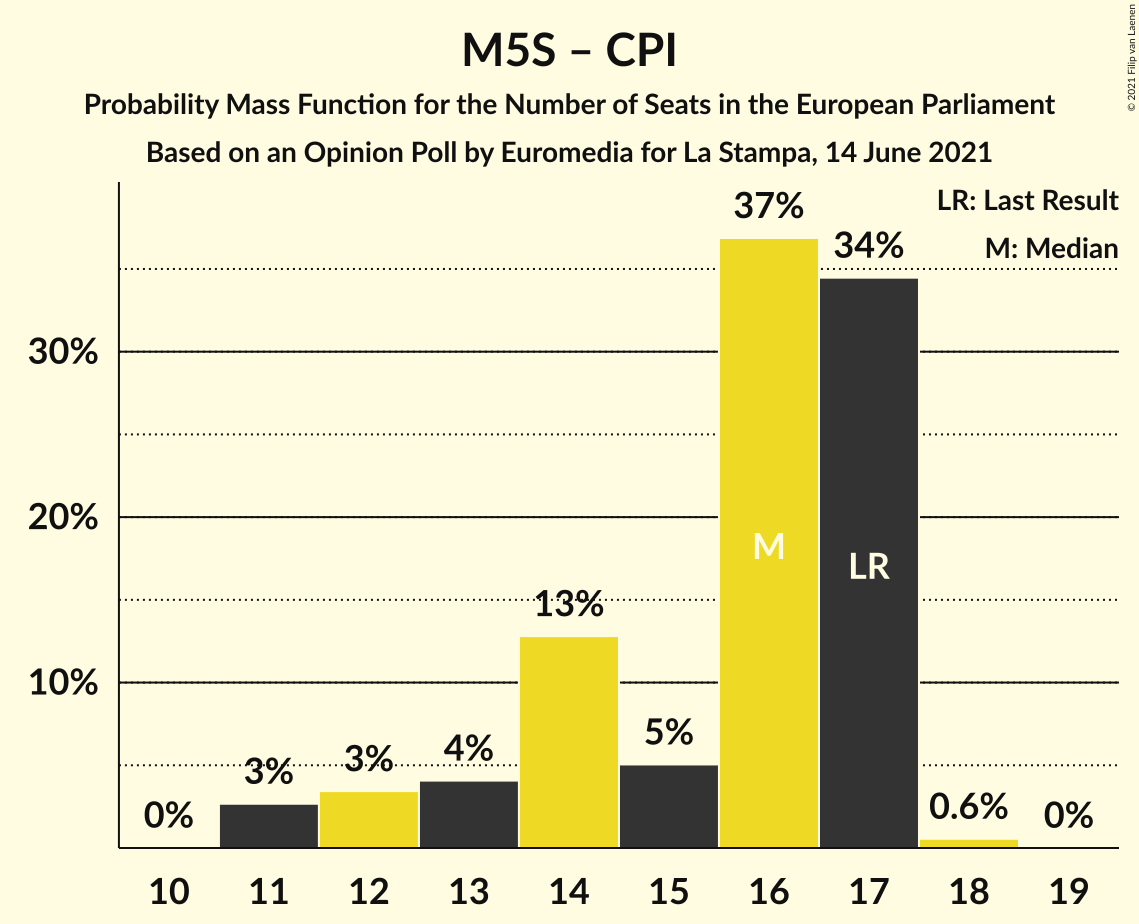 M5S – CPI
Probability Mass Function for the Number of Seats in the European Parliament
Based on an Opinion Poll by Euromedia for La Stampa, 14 June 2021
© 2021 Filip van Laenen
LR: Last Result
M: Median
37%
34%
30%
20%
10%
M
LR
13%
5%
4%
3%
3%
0%
0.6%
0%
10 11 12 13 14 15 16 17 18 19